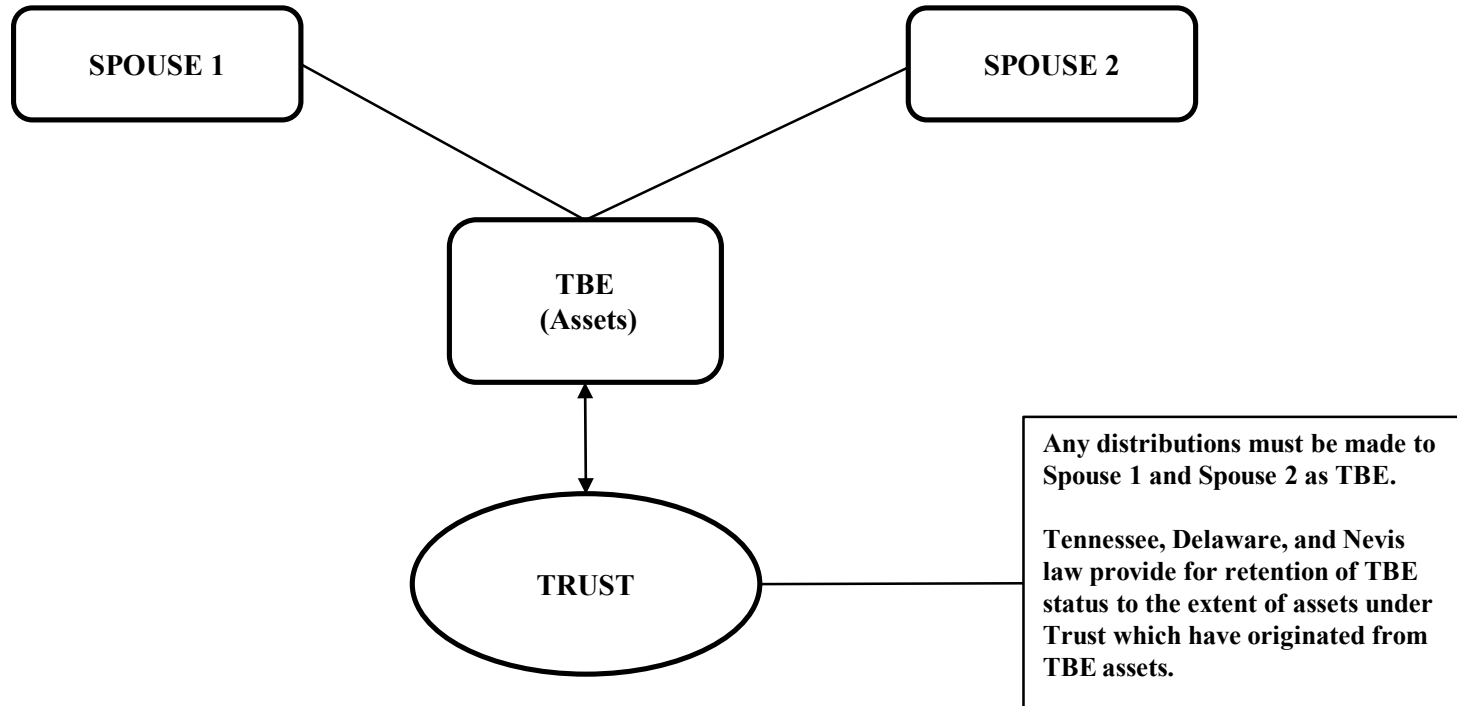 SPOUSE 1
SPOUSE 2
TBE
(Assets)
TRUST
Any distributions must be made to
Spouse 1 and Spouse 2 as TBE.
Tennessee, Delaware, and Nevis
law provide for retention of TBE
status to the extent of assets under
Trust which have originated from
TBE assets.